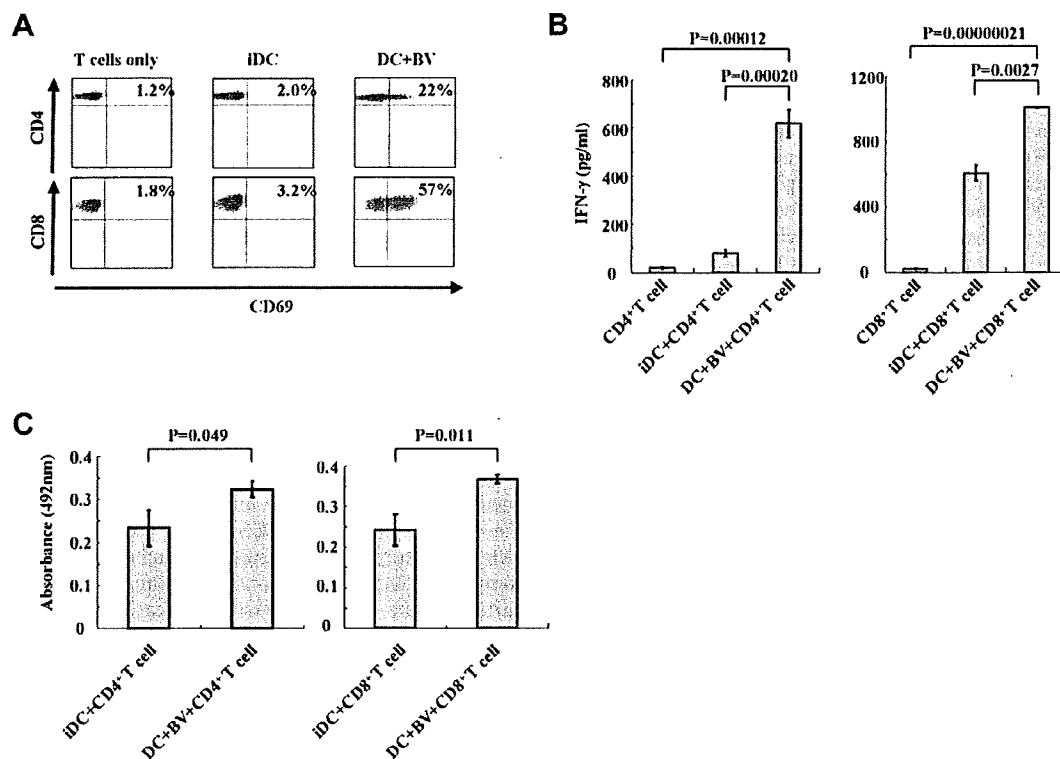 A
T cells only
iDC
DC+BV
CD4
1.2%
2.0%
22%
CD8
1.8%
3.2%
57%
CD69
B
P=0.00012
P=0.00020
IFN-γ (pg/ml)
800
600
400
200
0
CD4⁺T cell
iDC+CD4⁺T cell
DC+BV+CD4⁺T cell
P=0.00000021
P=0.0027
1200
900
600
300
0
CD8⁺T cell
iDC+CD8⁺T cell
DC+BV+CD8⁺T cell
C
P=0.049
Absorbance (492nm)
0.4
0.3
0.2
0.1
0
iDC+CD4⁺T cell
DC+BV+CD4⁺T cell
P=0.011
0.4
0.3
0.2
0.1
0
iDC+CD8⁺T cell
DC+BV+CD8⁺T cell